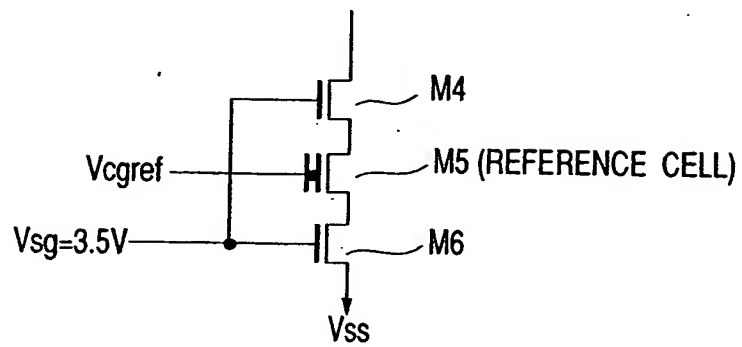 M4
Vcgref
M5 (REFERENCE CELL)
Vsg=3.5V
M6
Vss